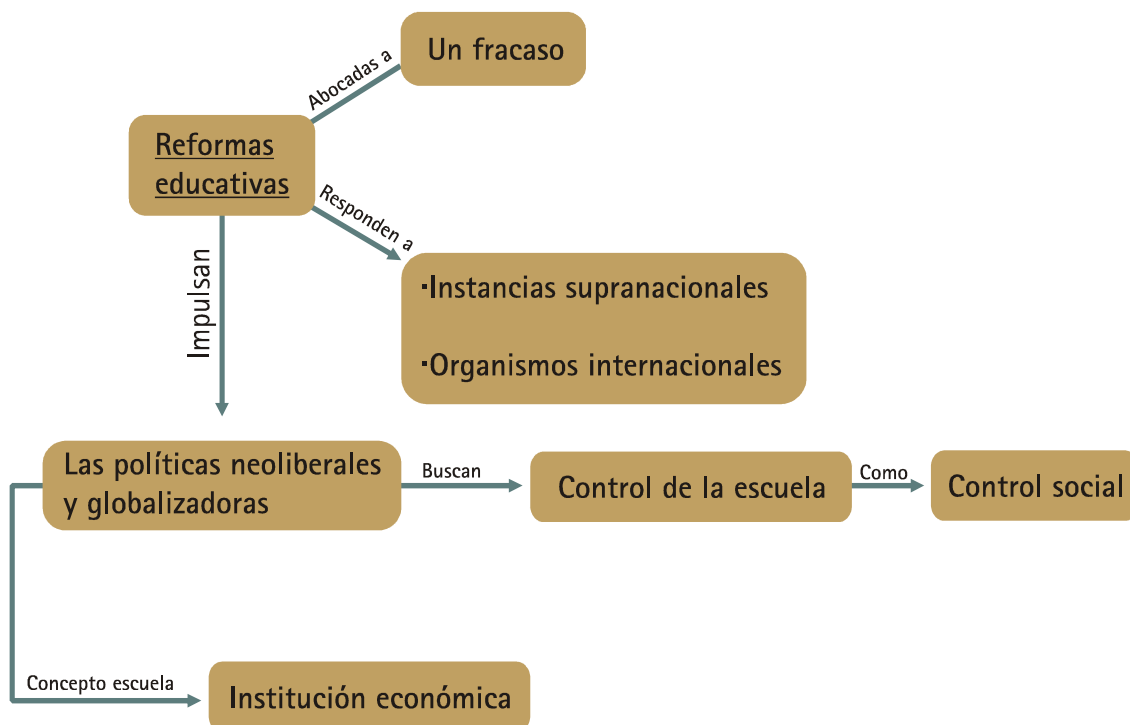 Un fracaso
Abocadas a
Reformas
educativas
Responden a
Impulsan
·Instancias supranacionales
·Organismos internacionales
Las políticas neoliberales
y globalizadoras
Buscan
Control de la escuela
Como
Control social
Concepto escuela
Institución económica